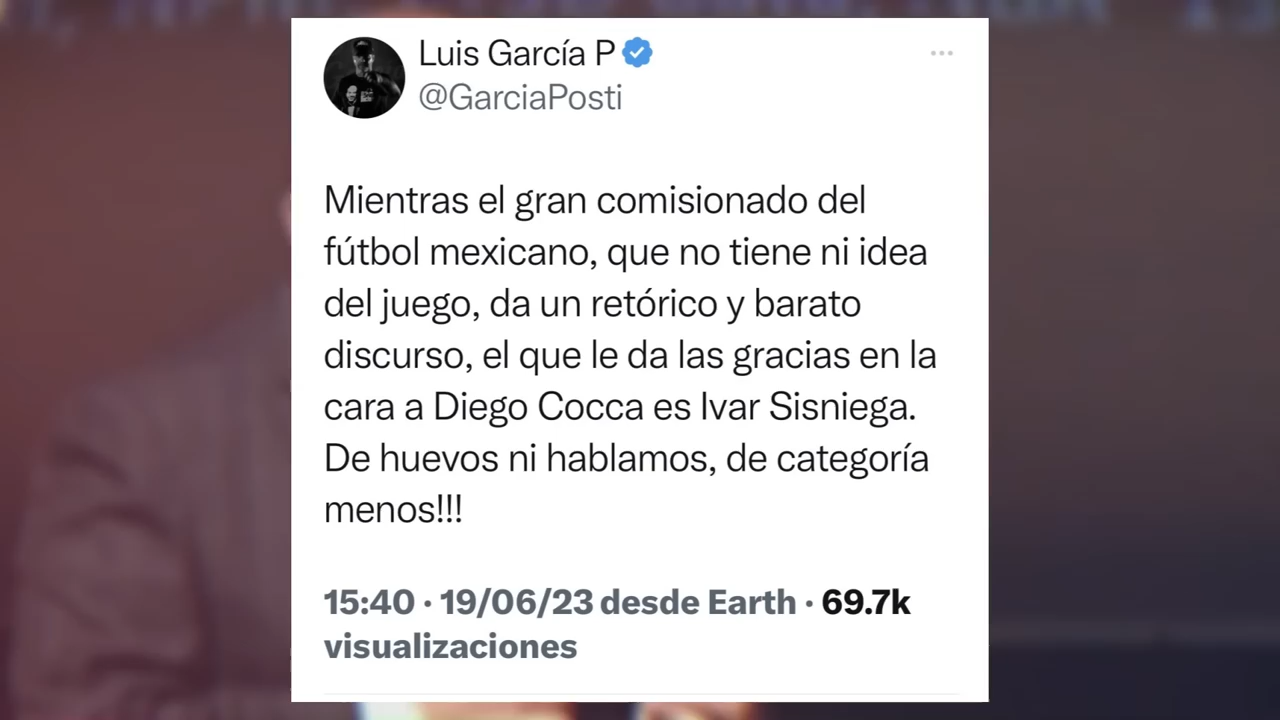 Luis García P
@GarciaPosti
Mientras el gran comisionado del
fútbol mexicano, que no tiene ni idea
del juego, da un retórico y barato
discurso, el que le da las gracias en la
cara a Diego Cocca es Ivar Sisniega.
De huevos ni hablamos, de categoría
menos!!!
15:40 · 19/06/23 desde Earth · 69.7k
visualizaciones